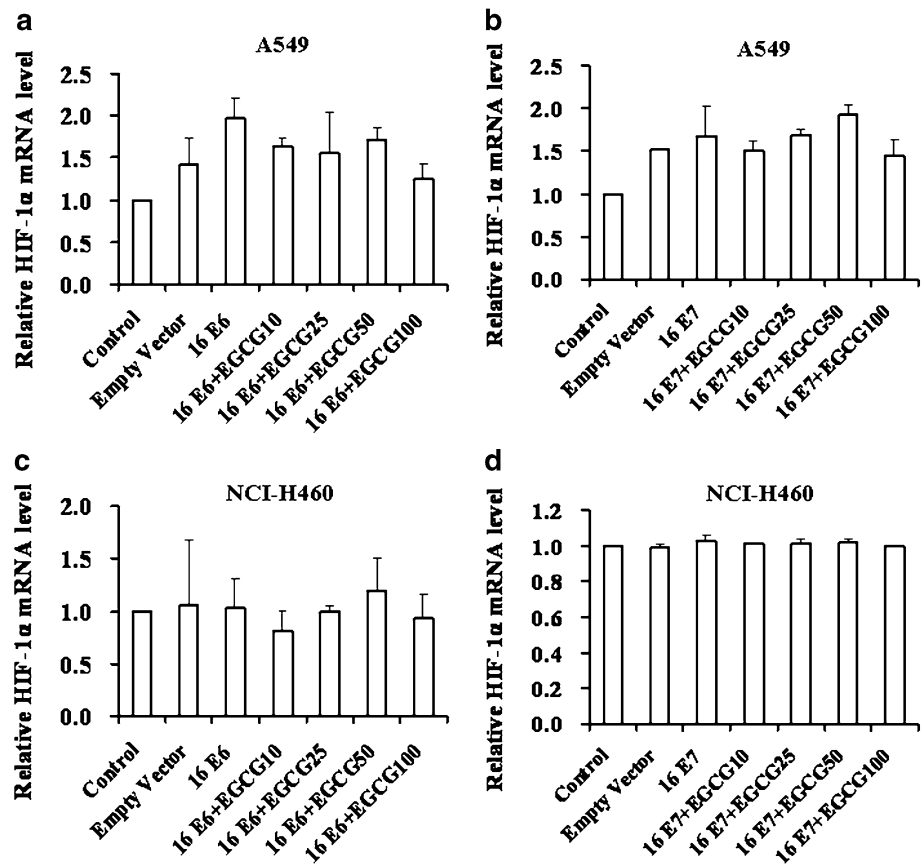 a
A549
Relative HIF-1α mRNA level
2.5
2.0
1.5
1.0
0.5
0.0
Control
Empty Vector
16 E6
16 E6+EGCG10
16 E6+EGCG25
16 E6+EGCG50
16 E6+EGCG100
b
A549
Relative HIF-1α mRNA level
2.5
2.0
1.5
1.0
0.5
0.0
Control
Empty Vector
16 E7
16 E7+EGCG10
16 E7+EGCG25
16 E7+EGCG50
16 E7+EGCG100
c
NCI-H460
Relative HIF-1α mRNA level
2.0
1.5
1.0
0.5
0.0
Control
Empty Vector
16 E6
16 E6+EGCG10
16 E6+EGCG25
16 E6+EGCG50
16 E6+EGCG100
d
NCI-H460
Relative HIF-1α mRNA level
1.2
1.0
0.8
0.6
0.4
0.2
0.0
Control
Empty Vector
16 E7
16 E7+EGCG10
16 E7+EGCG25
16 E7+EGCG50
16 E7+EGCG100